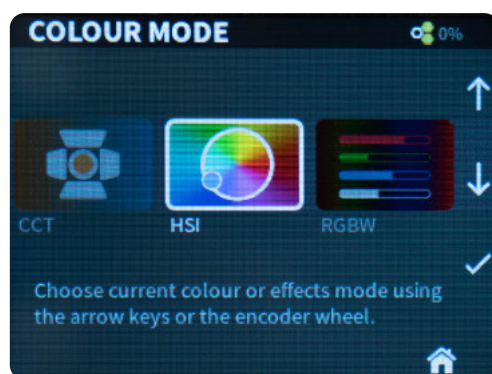 COLOUR MODE
0%
CCT
HSI
RGBW
Choose current colour or effects mode using
the arrow keys or the encoder wheel.